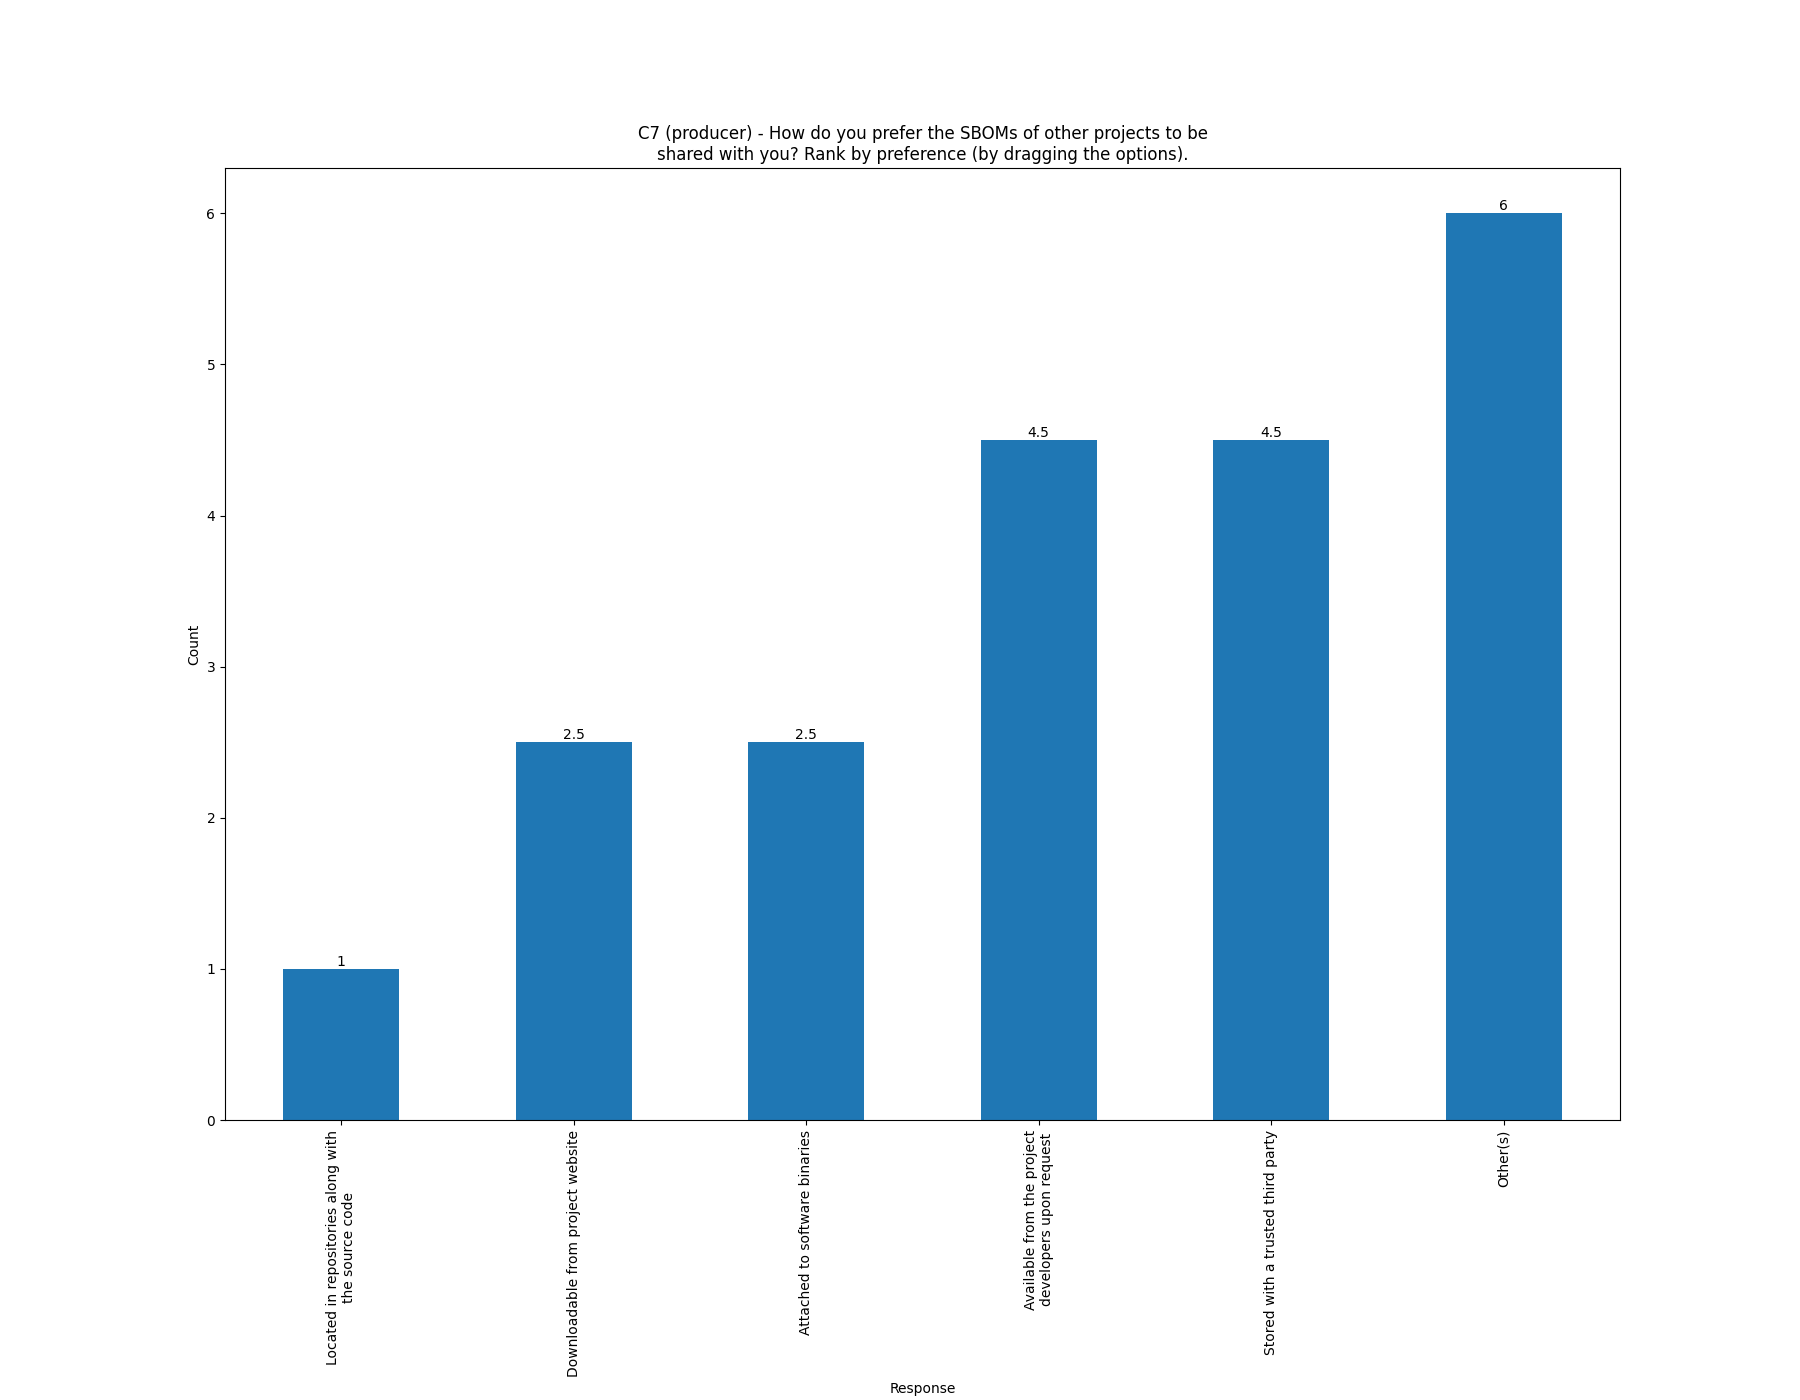 C7 (producer) - How do you prefer the SBOMs of other projects to be
shared with you? Rank by preference (by dragging the options).
6
5
4
3
2
1
0
Count
1
2.5
2.5
4.5
4.5
6
Located in repositories along with
the source code
Downloadable from project website
Attached to software binaries
Available from the project
developers upon request
Stored with a trusted third party
Other(s)
Response